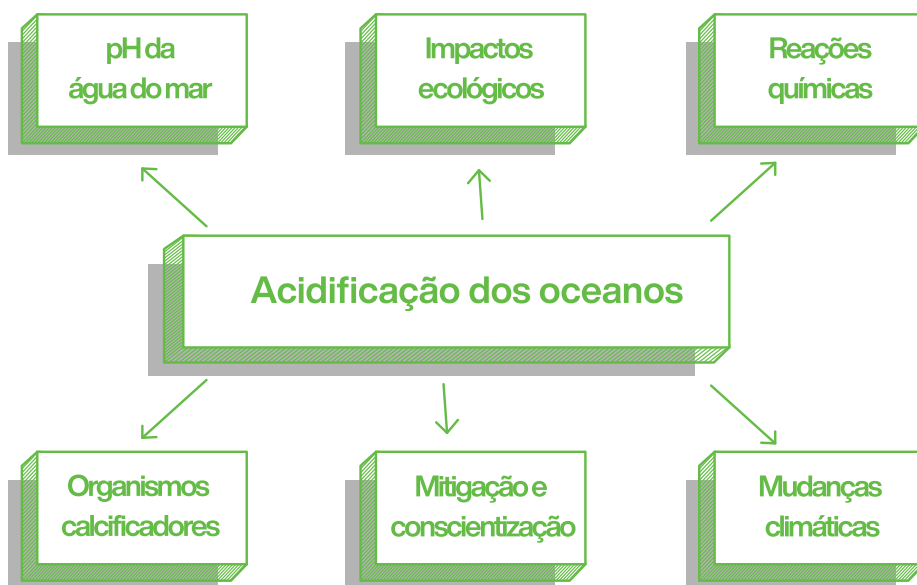 pH da
água do mar
Impactos
ecológicos
Reações
químicas
Acidificação dos oceanos
Organismos
calcificadores
Mitigação e
conscientização
Mudanças
climáticas